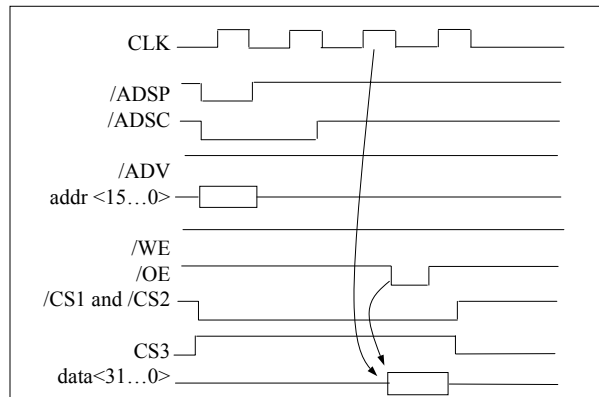 CLK
/ADSP
/ADSC
/ADV
addr <15…0>
/WE
/OE
/CS1 and /CS2
CS3
data<31…0>